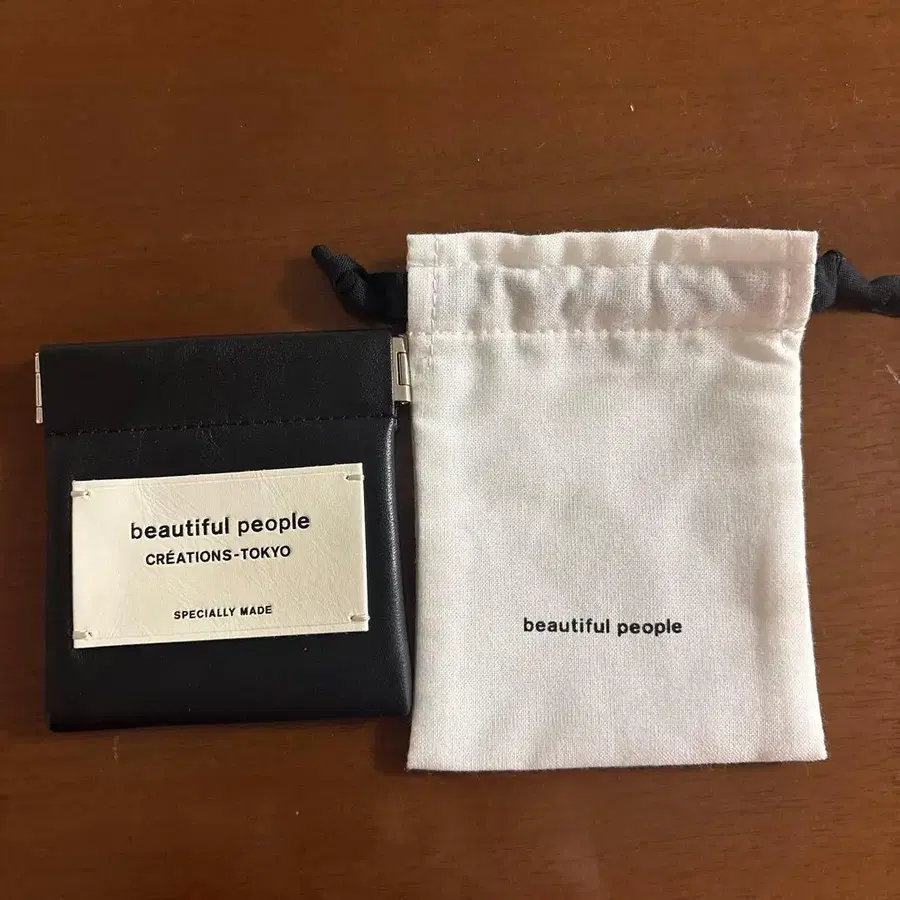 beautiful people
CRÉATIONS-TOKYO
SPECIALLY MADE
beautiful people